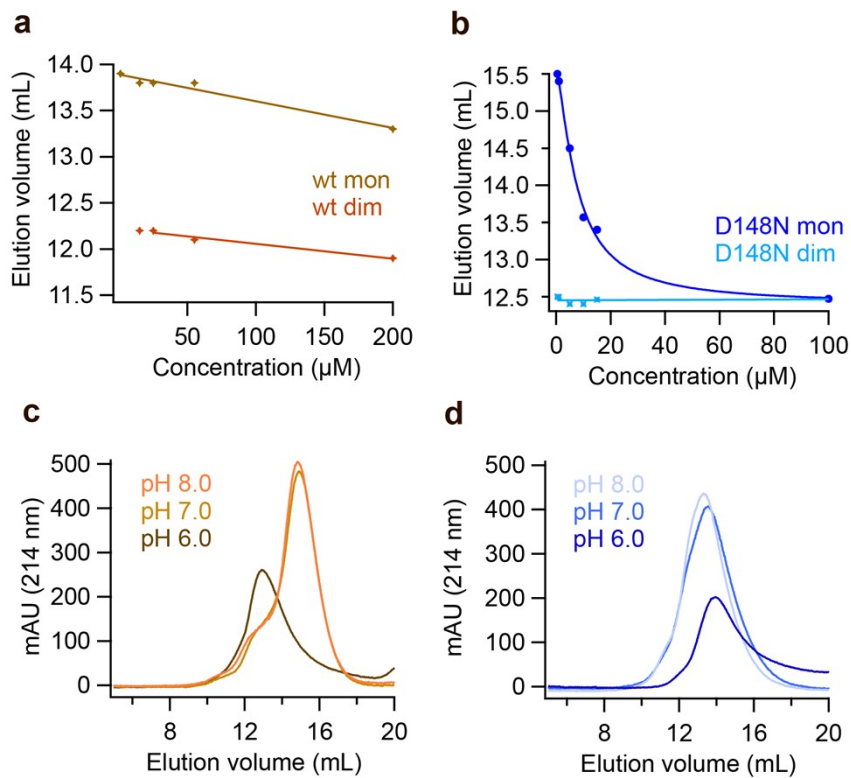 a
Elution volume (mL)
14.0
13.5
13.0
12.5
12.0
11.5
wt mon
wt dim
50
100
150
200
Concentration (µM)
b
Elution volume (mL)
15.5
15.0
14.5
14.0
13.5
13.0
12.5
D148N mon
D148N dim
0
20
40
60
80
100
Concentration (µM)
c
mAU (214 nm)
500
400
300
200
100
0
pH 8.0
pH 7.0
pH 6.0
8
12
16
20
Elution volume (mL)
d
mAU (214 nm)
500
400
300
200
100
0
pH 8.0
pH 7.0
pH 6.0
8
12
16
20
Elution volume (mL)